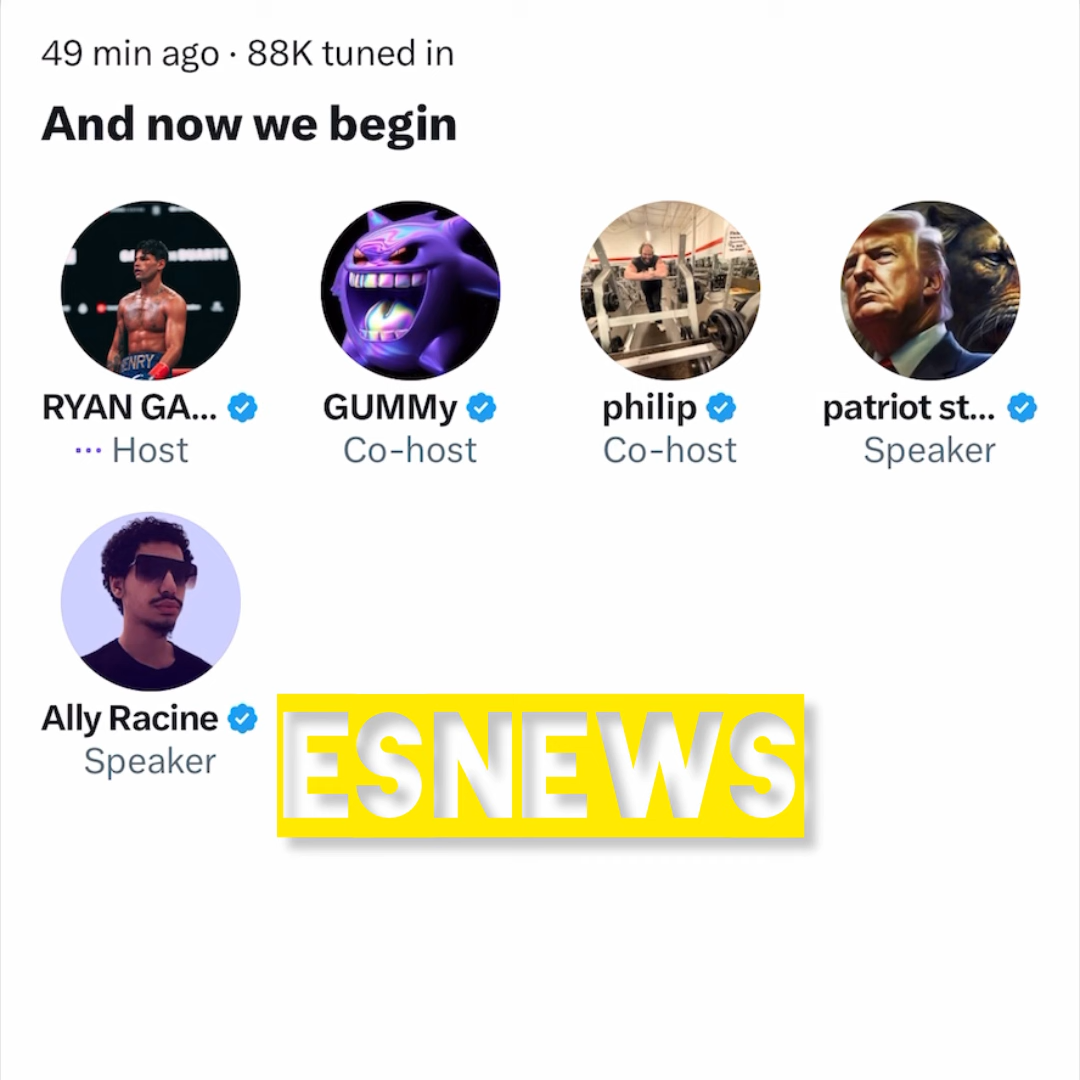 49 min ago · 88K tuned in
And now we begin
RYAN GA... GUMMy philip patriot st...
... Host Co-host Co-host Speaker
ENRY
Ally Racine
Speaker
ESNEWS